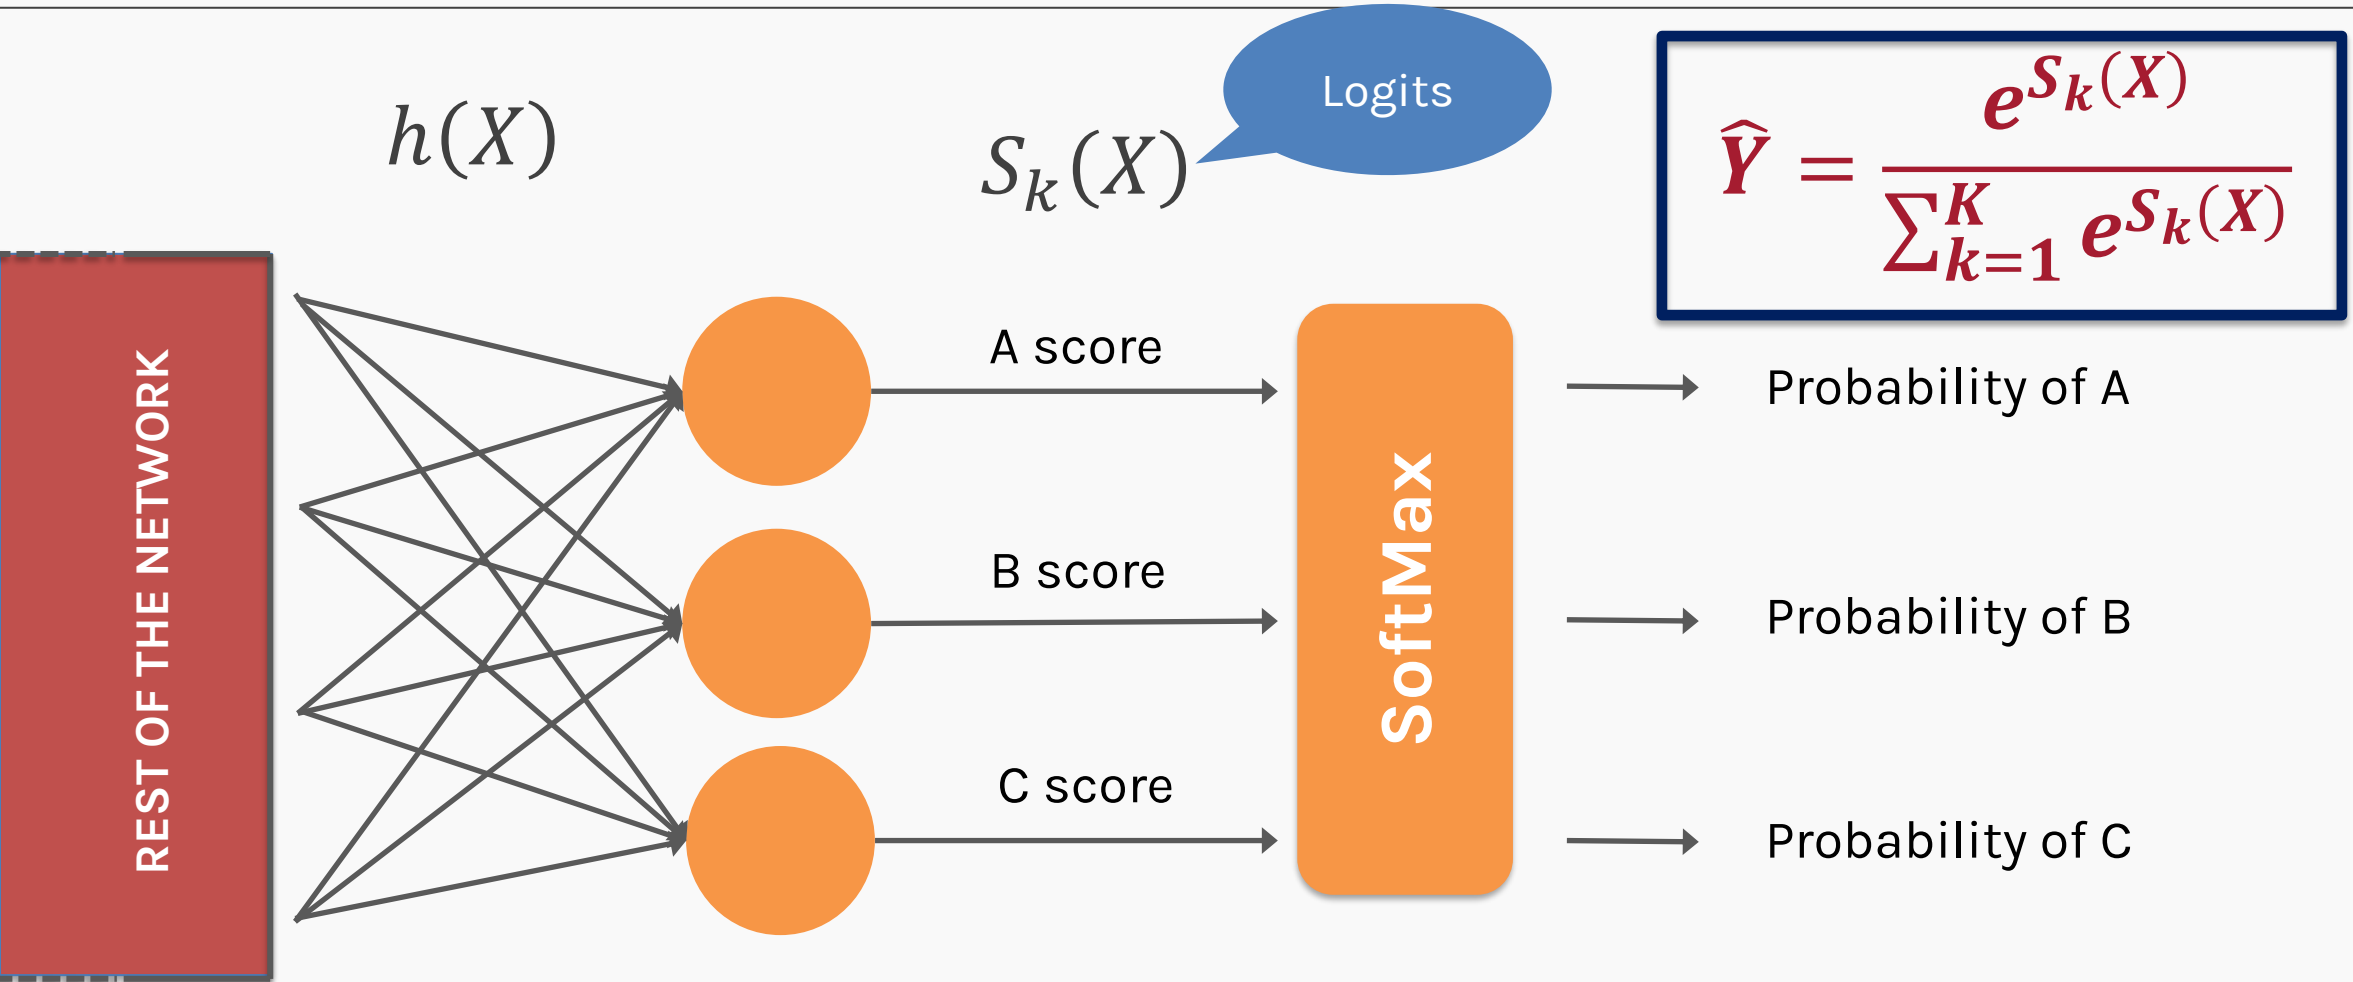 h(X)
S_k(X)
Logits
Ŷ = e^{S_k(X)} / ∑_{k=1}^{K} e^{S_k(X)}
REST OF THE NETWORK
A score
B score
C score
SoftMax
Probability of A
Probability of B
Probability of C